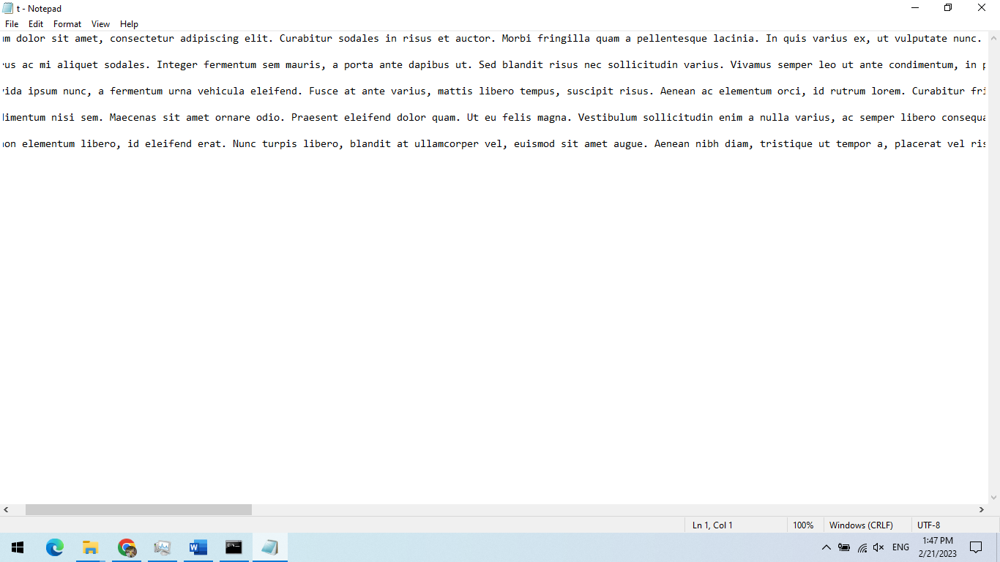 t - Notepad
File Edit Format View Help
dolor sit amet, consectetur adipiscing elit. Curabitur sodales in risus et auctor. Morbi fringilla quam a pellentesque lacinia. In quis varius ex, ut vulputate nunc.
ac mi aliquet sodales. Integer fermentum sem mauris, a porta ante dapibus ut. Sed blandit risus nec sollicitudin varius. Vivamus semper leo ut ante condimentum, in
ipsum nunc, a fermentum urna vehicula eleifend. Fusce at ante varius, mattis libero tempus, suscipit risus. Aenean ac elementum orci, id rutrum lorem. Curabitur
nisi sem. Maecenas sit amet ornare odio. Praesent eleifend dolor quam. Ut eu felis magna. Vestibulum sollicitudin enim a nulla varius, ac semper libero
elementum libero, id eleifend erat. Nunc turpis libero, blandit at ullamcorper vel, euismod sit amet augue. Aenean nibh diam, tristique ut tempor a, placerat vel
Ln 1, Col 1 100% Windows (CRLF) UTF-8
ENG 1:47 PM
2/21/2023